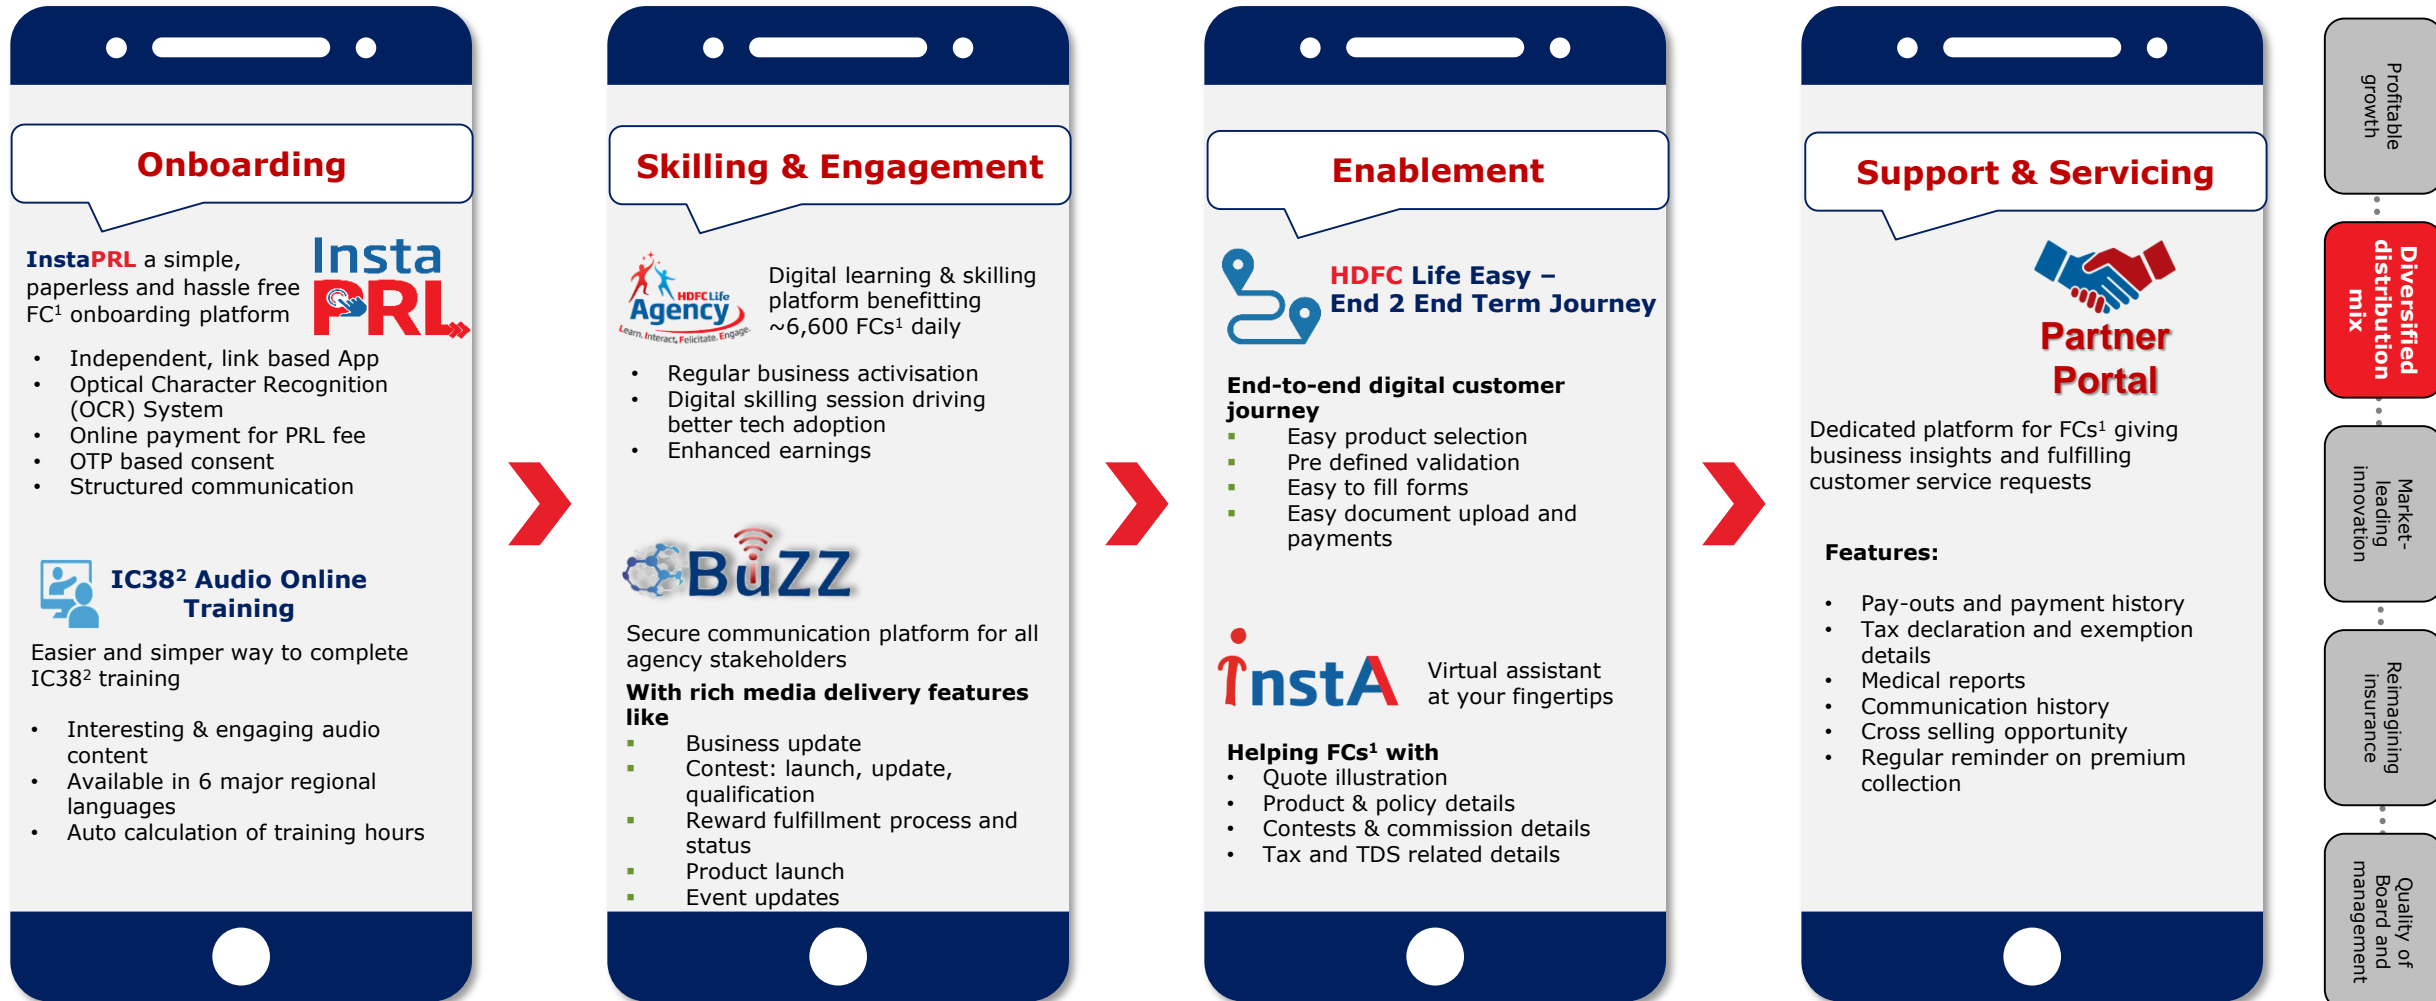 Onboarding
InstaPRL a simple,
paperless and hassle free
FC¹ onboarding platform
Insta
PRL
• Independent, link based App
• Optical Character Recognition
(OCR) System
• Online payment for PRL fee
• OTP based consent
• Structured communication
IC38² Audio Online
Training
Easier and simper way to complete
IC38² training
• Interesting & engaging audio
content
• Available in 6 major regional
languages
• Auto calculation of training hours
Skilling & Engagement
HDFC Life
Agency
Learn. Interact. Felicitate. Engage.
Digital learning & skilling
platform benefitting
~6,600 FCs¹ daily
• Regular business activisation
• Digital skilling session driving
better tech adoption
• Enhanced earnings
BuZZ
Secure communication platform for all
agency stakeholders
With rich media delivery features
like
▪ Business update
▪ Contest: launch, update,
qualification
▪ Reward fulfillment process and
status
▪ Product launch
▪ Event updates
Enablement
HDFC Life Easy –
End 2 End Term Journey
End-to-end digital customer
journey
▪ Easy product selection
▪ Pre defined validation
▪ Easy to fill forms
▪ Easy document upload and
payments
instA
Virtual assistant
at your fingertips
Helping FCs¹ with
• Quote illustration
• Product & policy details
• Contests & commission details
• Tax and TDS related details
Support & Servicing
Partner
Portal
Dedicated platform for FCs¹ giving
business insights and fulfilling
customer service requests
Features:
• Pay-outs and payment history
• Tax declaration and exemption
details
• Medical reports
• Communication history
• Cross selling opportunity
• Regular reminder on premium
collection
Profitable
growth
Diversified
distribution
mix
Market-
leading
innovation
Reimagining
insurance
Quality of
Board and
management